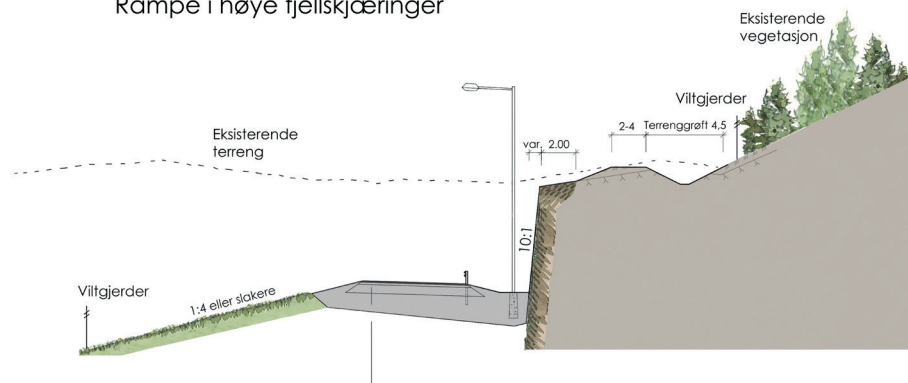 Rampe i høye fjellskjæringer
Eksisterende
vegetasjon
Viltgjerder
2-4 Terrenggrøft 4,5
var. 2.00
Eksisterende
terreng
10:1
Viltgjerder
1:4 eller slakere